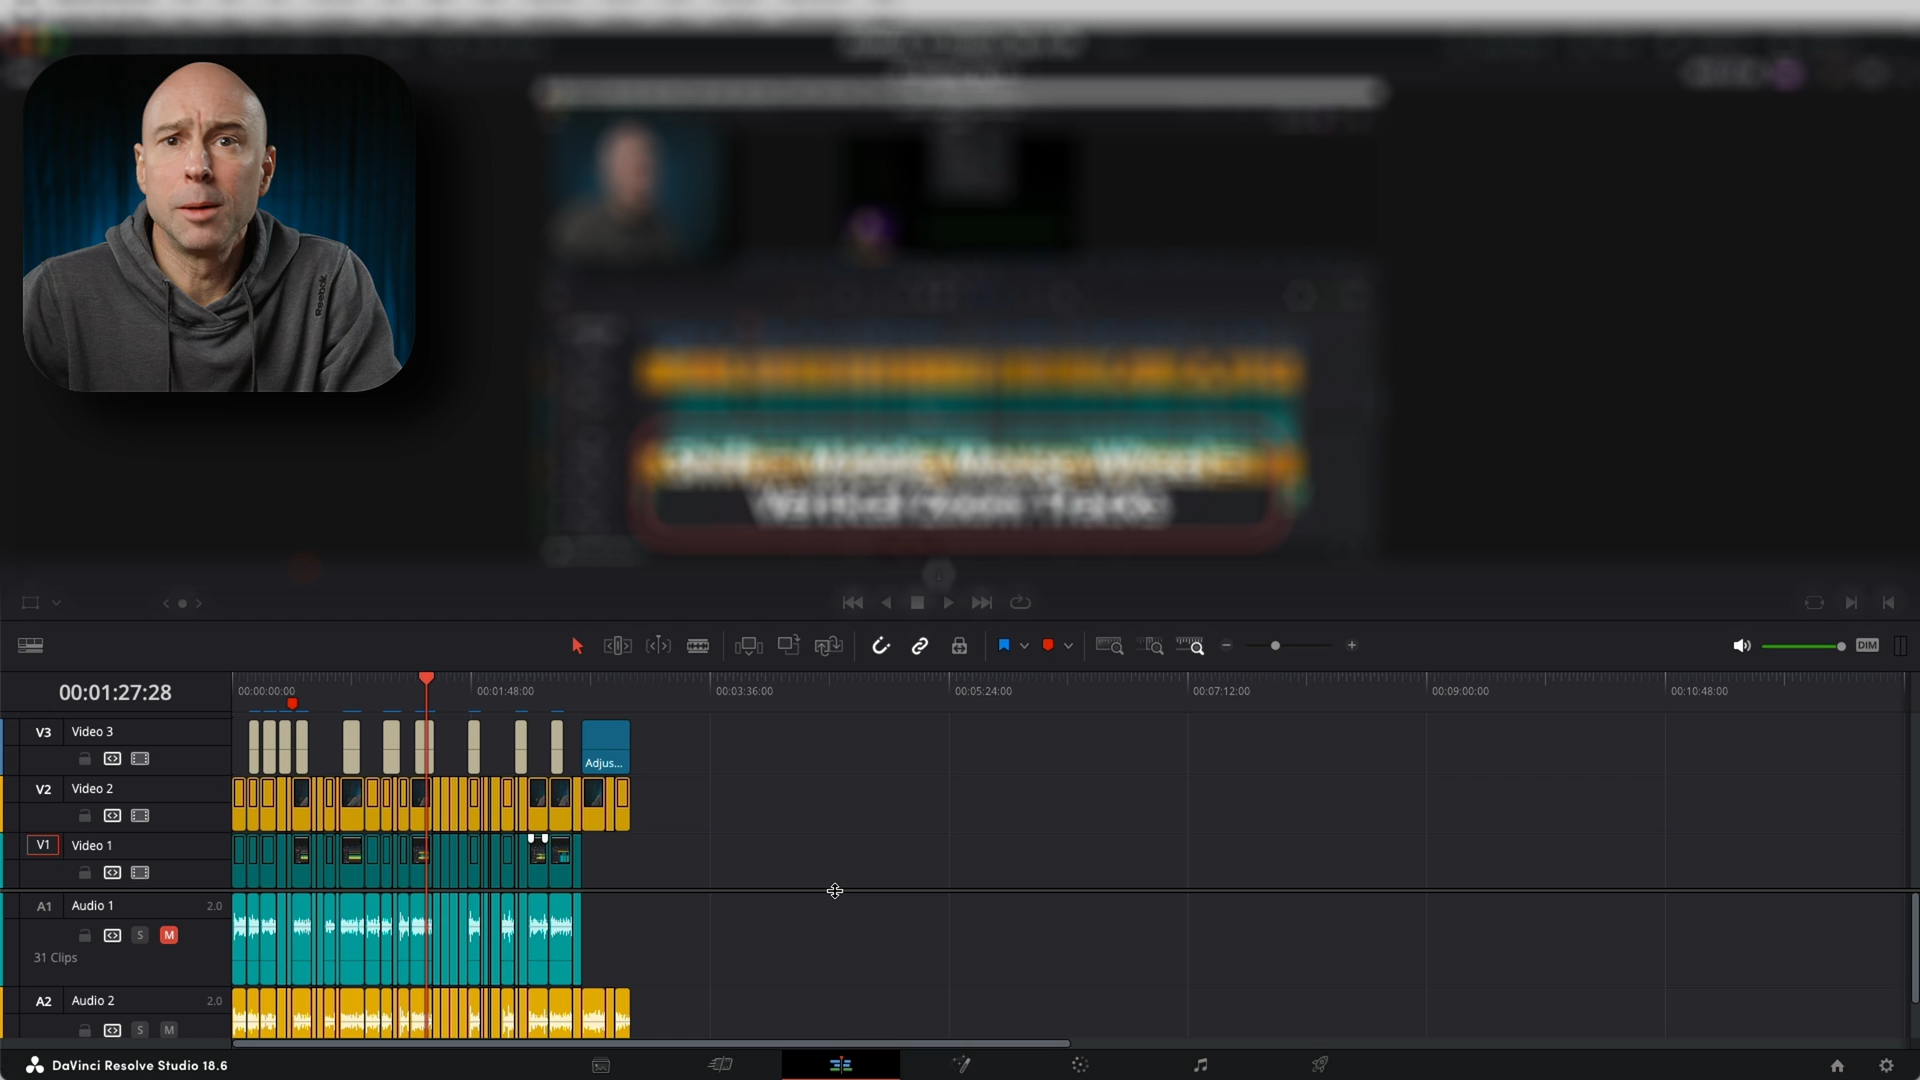 Reebok
DIM
00:01:27:28
00:00:00:00
00:01:48:00
00:03:36:00
00:05:24:00
00:07:12:00
00:09:00:00
00:10:48:00
V3 Video 3
Adjus...
V2 Video 2
V1 Video 1
A1 Audio 1 2.0
S M
31 Clips
A2 Audio 2 2.0
S M
DaVinci Resolve Studio 18.6